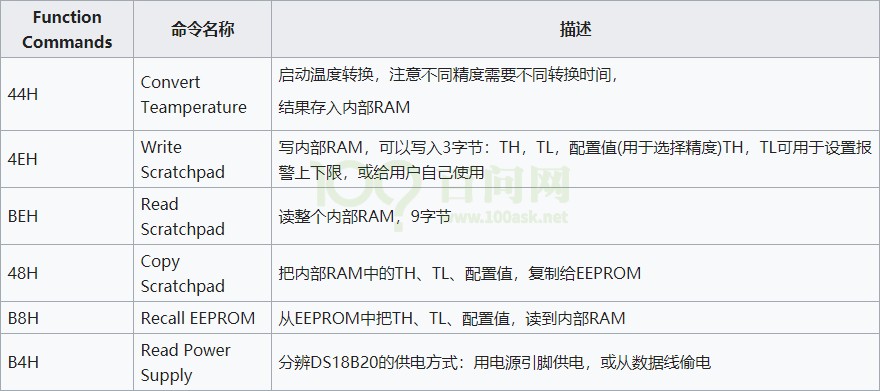 Function
Commands
命令名称
描述
44H
Convert
Teamperature
启动温度转换，注意不同精度需要不同转换时间，
结果存入内部RAM
4EH
Write
Scratchpad
写内部RAM，可以写入3字节：TH，TL，配置值(用于选择精度)TH，TL可用于设置报
警上下限，或给用户自己使用
BEH
Read
Scratchpad
读整个内部RAM，9字节
48H
Copy
Scratchpad
把内部RAM中的TH、TL、配置值，复制给EEPROM
B8H
Recall EEPROM
从EEPROM中把TH、TL、配置值，读到内部RAM
B4H
Read Power
Supply
分辨DS18B20的供电方式：用电源引脚供电，或从数据线偷电
百问网
www.100ask.net